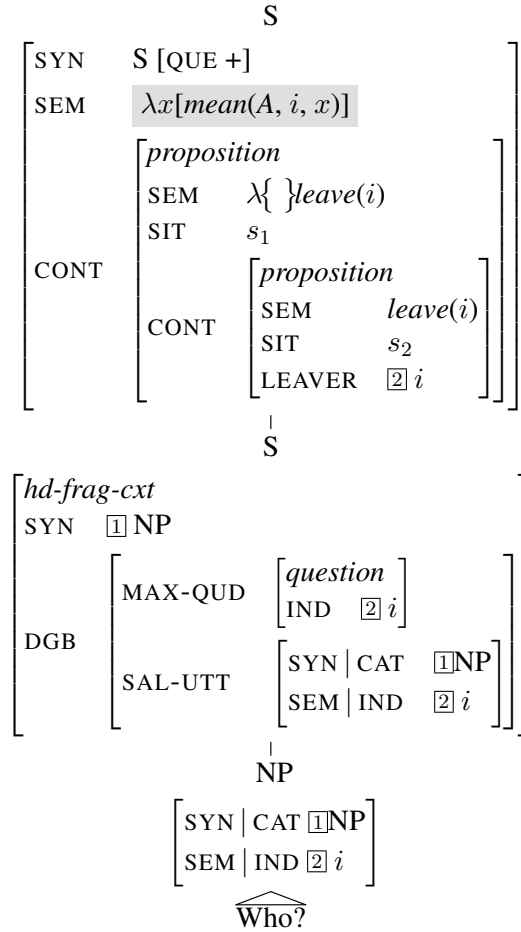 S
SYN S [QUE +]
SEM λx[mean(A, i, x)]
proposition
SEM λ{ }leave(i)
SIT s₁
CONT
proposition
SEM leave(i)
CONT
SIT s₂
LEAVER 2 i
S
hd-frag-cxt
SYN 1 NP
MAX-QUD
question
IND 2 i
DGB
SAL-UTT
SYN | CAT 1NP
SEM | IND 2 i
NP
SYN | CAT 1NP
SEM | IND 2 i
Who?